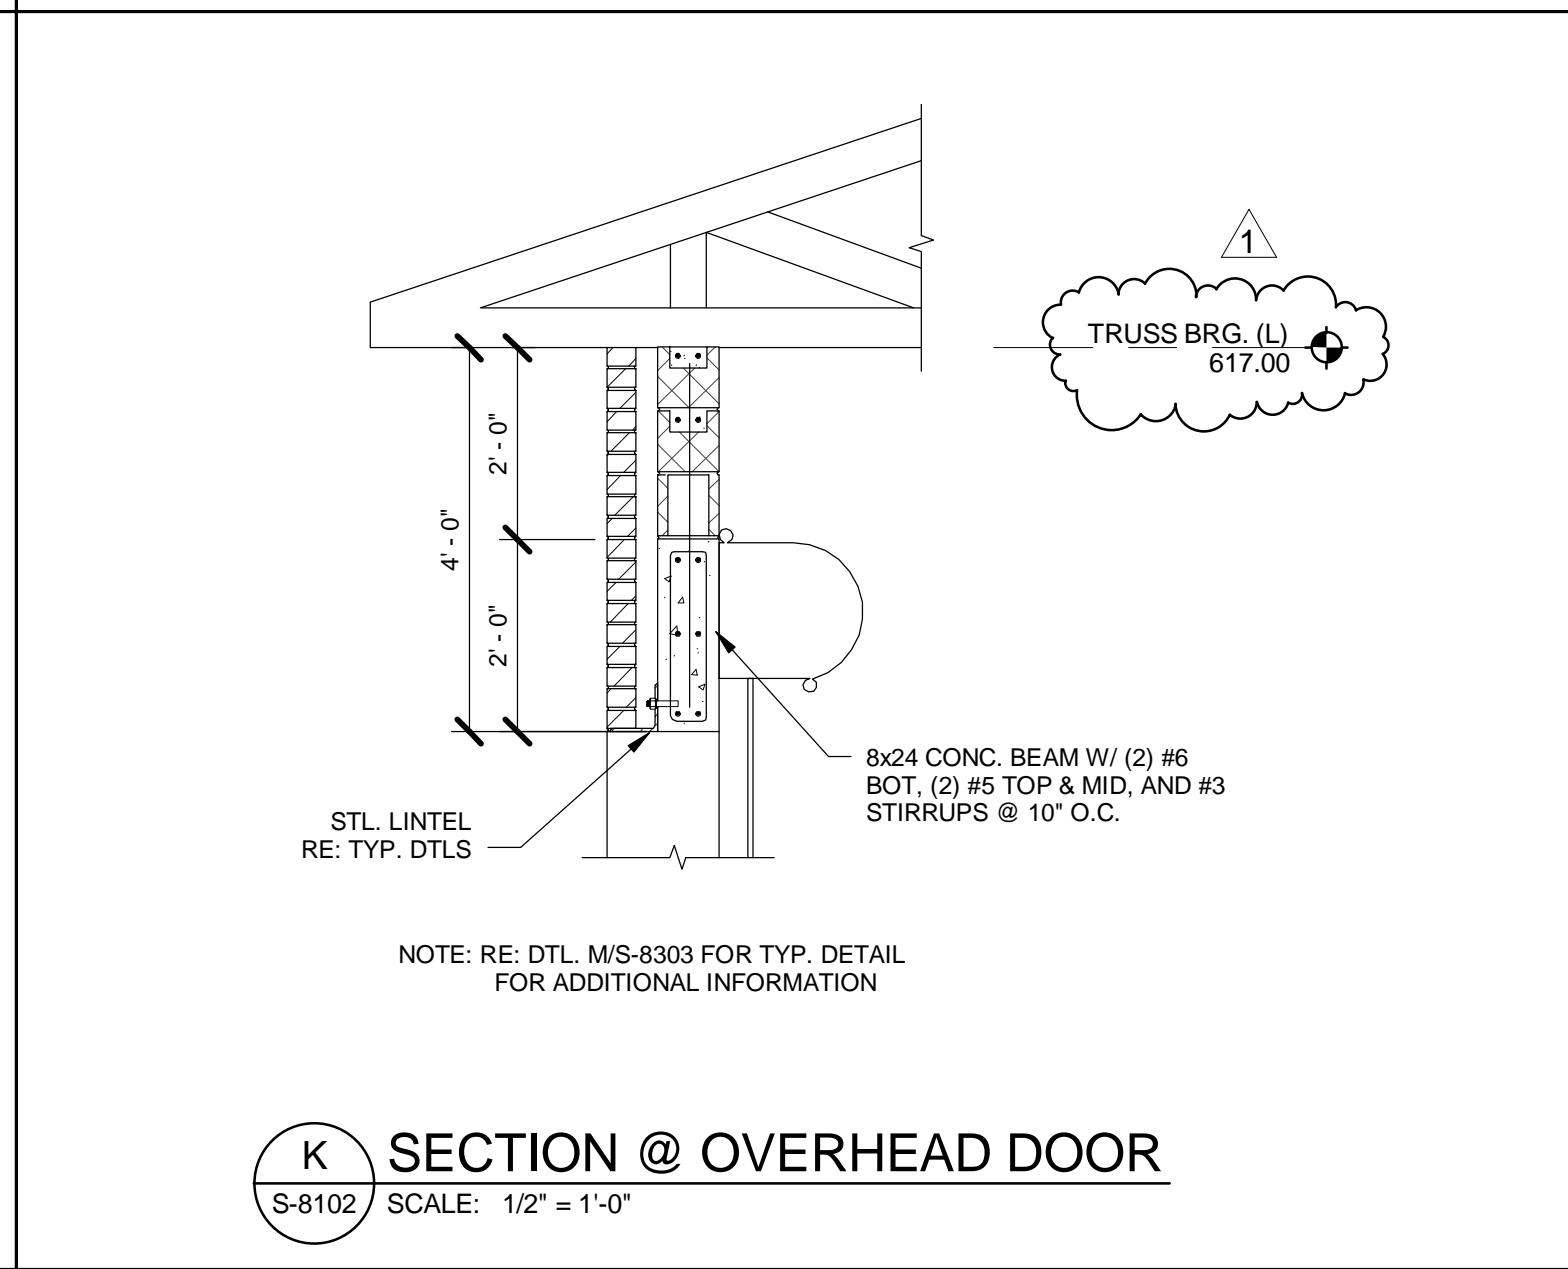 1
TRUSS BRG. (L)
617.00
2' - 0"
4' - 0"
2' - 0"
8x24 CONC. BEAM W/ (2) #6
BOT, (2) #5 TOP & MID, AND #3
STIRRUPS @ 10" O.C.
STL. LINTEL
RE: TYP. DTLS
NOTE: RE: DTL. M/S-8303 FOR TYP. DETAIL
FOR ADDITIONAL INFORMATION
K
SECTION @ OVERHEAD DOOR
S-8102
SCALE: 1/2" = 1'-0"